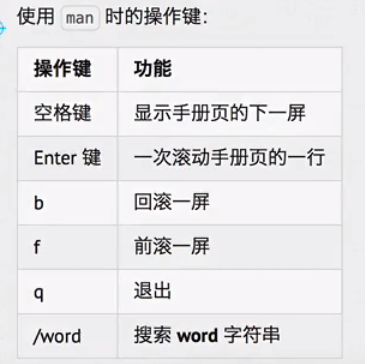 使用 man 时的操作键：
操作键 功能
空格键 显示手册页的下一屏
Enter 键 一次滚动手册页的一行
b 回滚一屏
f 前滚一屏
q 退出
/word 搜索 word 字符串